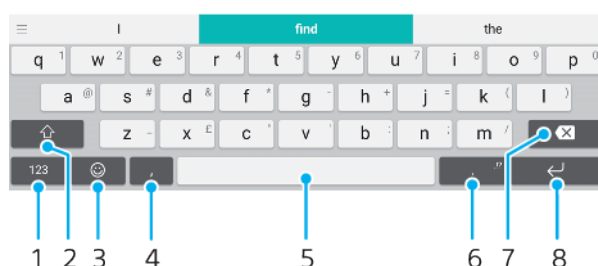 I find the
q 1 w 2 e 3 r 4 t 5 y 6 u 7 i 8 o 9 p 0
a @ s # d & f * g - h + j = k ( l )
z _ x £ c " v ' b : n ; m /
123 , . ,!?
1 2 3 4 5 6 7 8